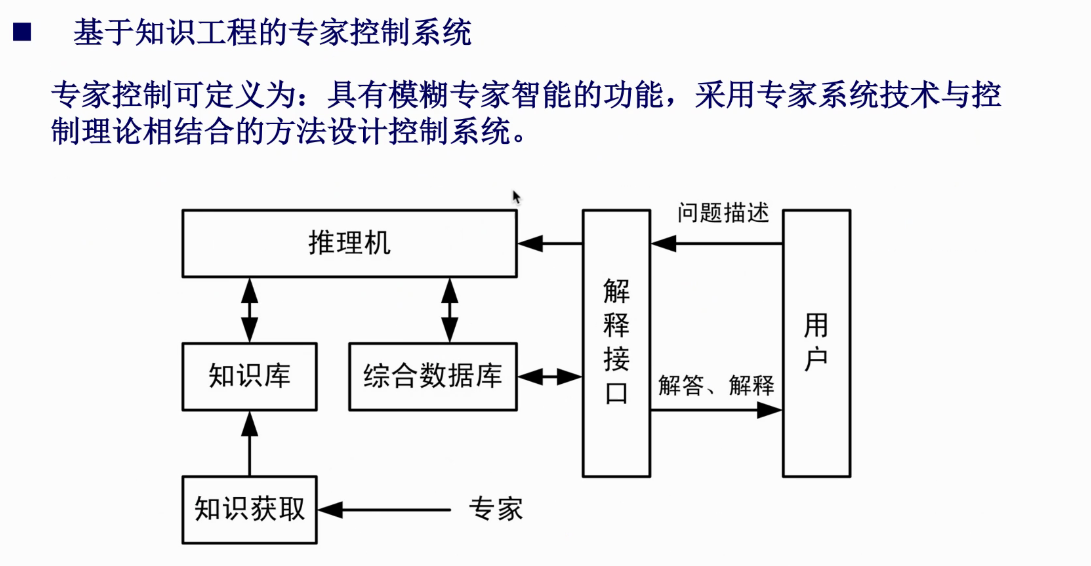 ■ 基于知识工程的专家控制系统
专家控制可定义为：具有模糊专家智能的功能，采用专家系统技术与控
制理论相结合的方法设计控制系统。
问题描述
推理机
解释接口
用户
知识库
综合数据库
解答、解释
知识获取
专家